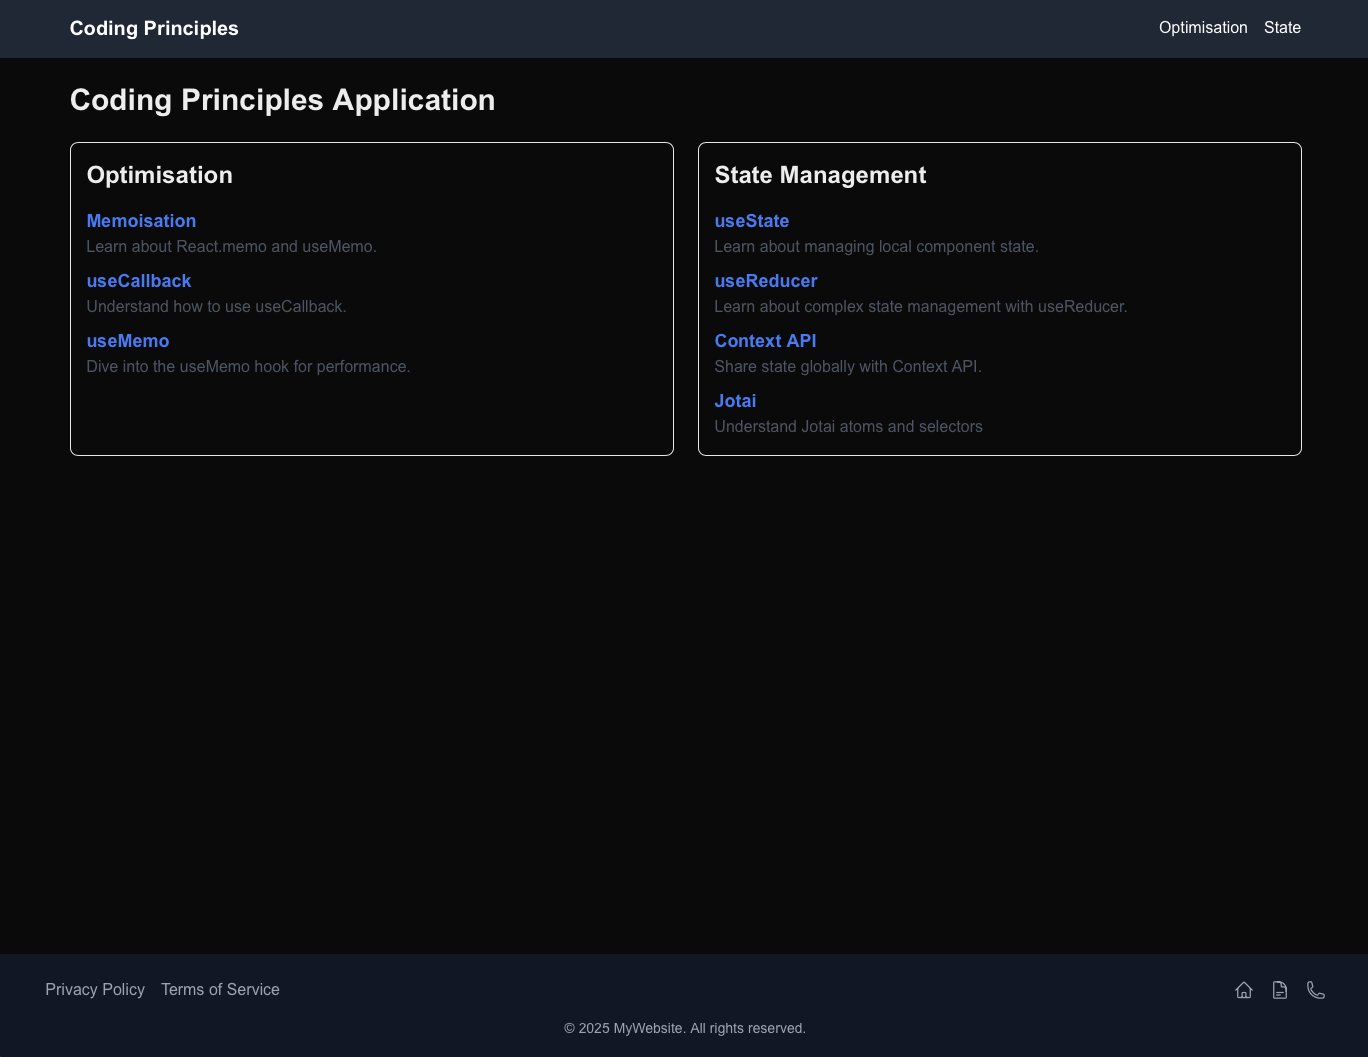 Coding Principles
Optimisation State
Coding Principles Application
Optimisation
Memoisation
Learn about React.memo and useMemo.
useCallback
Understand how to use useCallback.
useMemo
Dive into the useMemo hook for performance.
State Management
useState
Learn about managing local component state.
useReducer
Learn about complex state management with useReducer.
Context API
Share state globally with Context API.
Jotai
Understand Jotai atoms and selectors
Privacy Policy Terms of Service
© 2025 MyWebsite. All rights reserved.